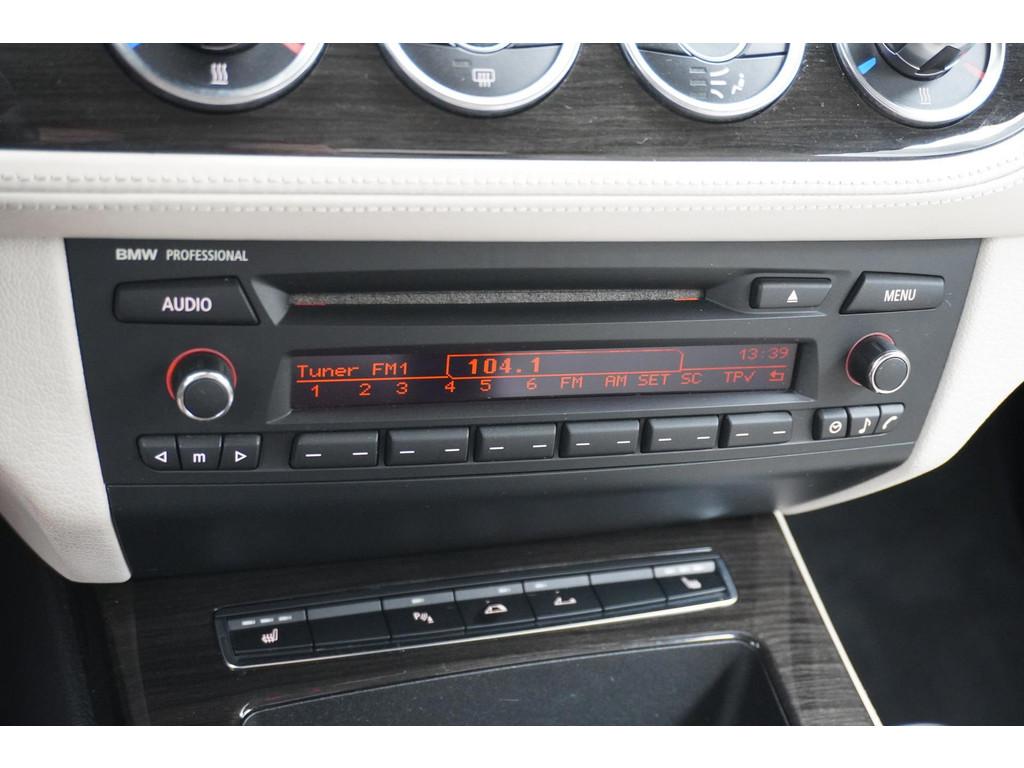 BMW PROFESSIONAL
AUDIO
MENU
Tuner FM1 104.1 13:39
1 2 3 4 5 6 FM AM SET SC TP✓
m
P